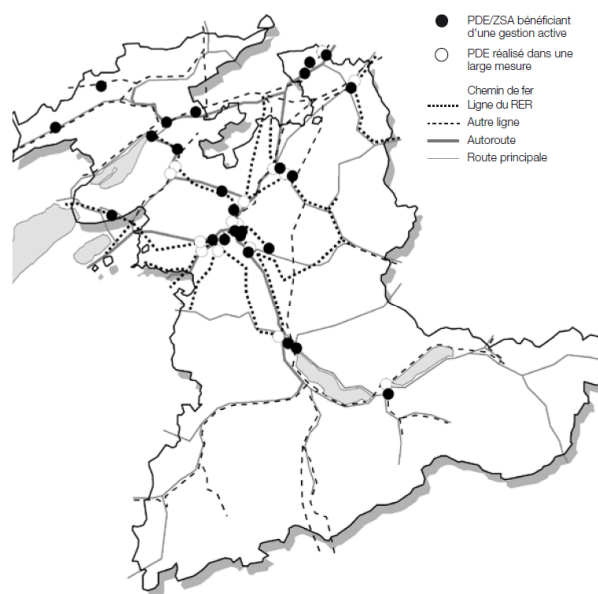 PDE/ZSA bénéficiant
d'une gestion active
PDE réalisé dans une
large mesure
Chemin de fer
Ligne du RER
Autre ligne
Autoroute
Route principale